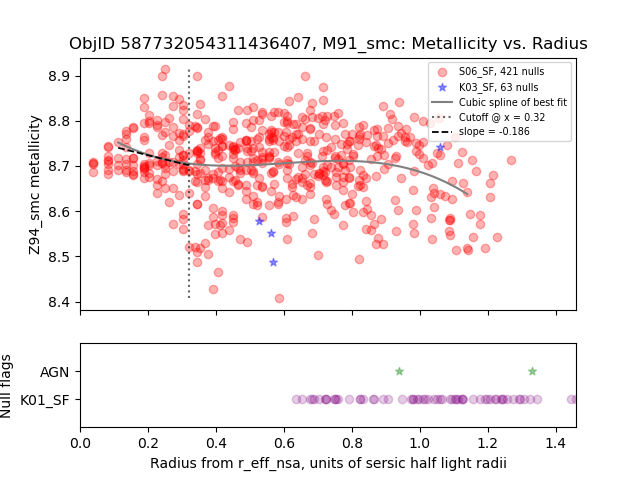 ObjID 587732054311436407, M91_smc: Metallicity vs. Radius
S06_SF, 421 nulls
K03_SF, 63 nulls
Cubic spline of best fit
Cutoff @ x = 0.32
slope = -0.186
Z94_smc metallicity
8.9
8.8
8.7
8.6
8.5
8.4
Null flags
AGN
K01_SF
0.0 0.2 0.4 0.6 0.8 1.0 1.2 1.4
Radius from r_eff_nsa, units of sersic half light radii